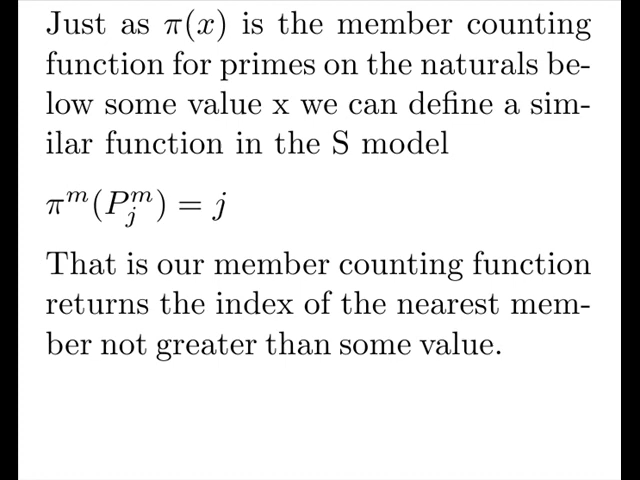 Just as π(x) is the member counting
function for primes on the naturals be-
low some value x we can define a sim-
ilar function in the S model
π^m(P_j^m) = j
That is our member counting function
returns the index of the nearest mem-
ber not greater than some value.